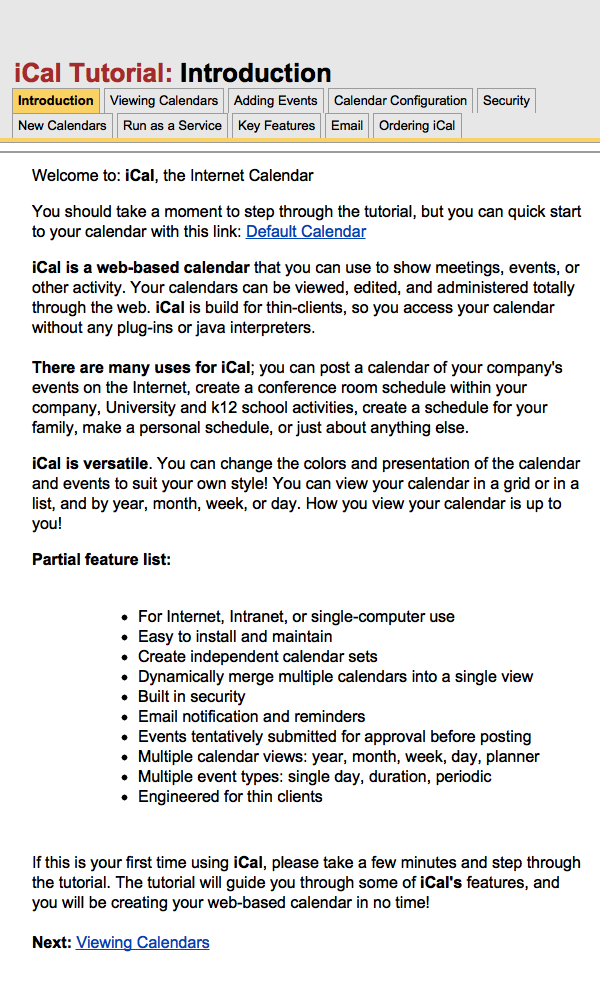 iCal Tutorial: Introduction
Introduction Viewing Calendars Adding Events Calendar Configuration Security
New Calendars Run as a Service Key Features Email Ordering iCal
Welcome to: iCal, the Internet Calendar
You should take a moment to step through the tutorial, but you can quick start
to your calendar with this link: Default Calendar
iCal is a web-based calendar that you can use to show meetings, events, or
other activity. Your calendars can be viewed, edited, and administered totally
through the web. iCal is build for thin-clients, so you access your calendar
without any plug-ins or java interpreters.
There are many uses for iCal; you can post a calendar of your company's
events on the Internet, create a conference room schedule within your
company, University and k12 school activities, create a schedule for your
family, make a personal schedule, or just about anything else.
iCal is versatile. You can change the colors and presentation of the calendar
and events to suit your own style! You can view your calendar in a grid or in a
list, and by year, month, week, or day. How you view your calendar is up to
you!
Partial feature list:
• For Internet, Intranet, or single-computer use
• Easy to install and maintain
• Create independent calendar sets
• Dynamically merge multiple calendars into a single view
• Built in security
• Email notification and reminders
• Events tentatively submitted for approval before posting
• Multiple calendar views: year, month, week, day, planner
• Multiple event types: single day, duration, periodic
• Engineered for thin clients
If this is your first time using iCal, please take a few minutes and step through
the tutorial. The tutorial will guide you through some of iCal's features, and
you will be creating your web-based calendar in no time!
Next: Viewing Calendars